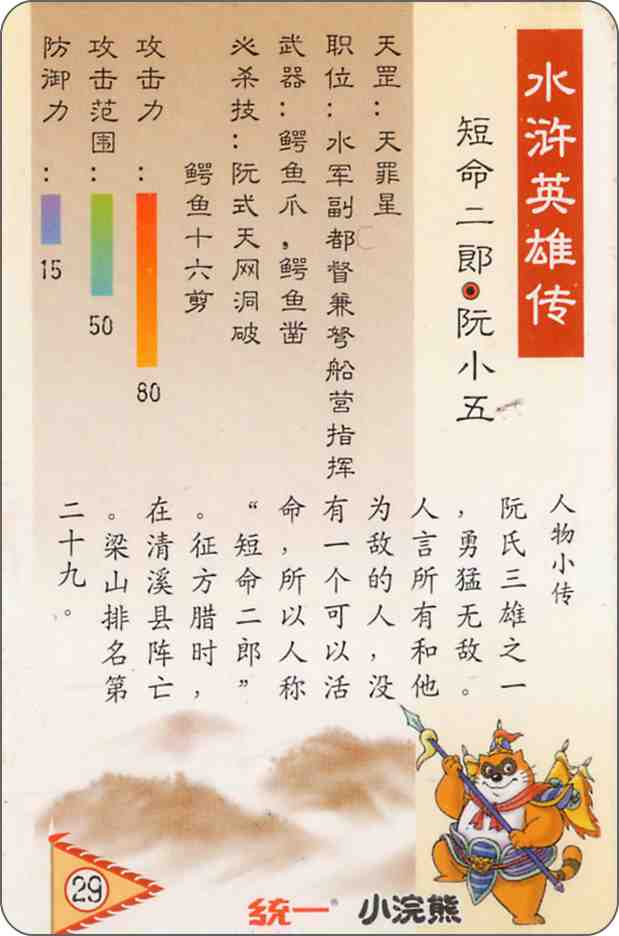 水浒英雄传
短命二郎●阮小五
天罡:天罪星
职位:水军副都督兼弩船营指挥
武器:鳄鱼爪,鳄鱼凿
必杀技:阮式天网洞破
鳄鱼十六剪
攻击力:
80
攻击范围:
50
防御力:
15
人物小传
阮氏三雄之一
,勇猛无敌。
人言所有和他
为敌的人,没
有一个可以活
命,所以人称
“短命二郎”
。征方腊时,
在清溪县阵亡
。梁山排名第
二十九。
29
统一® 小浣熊